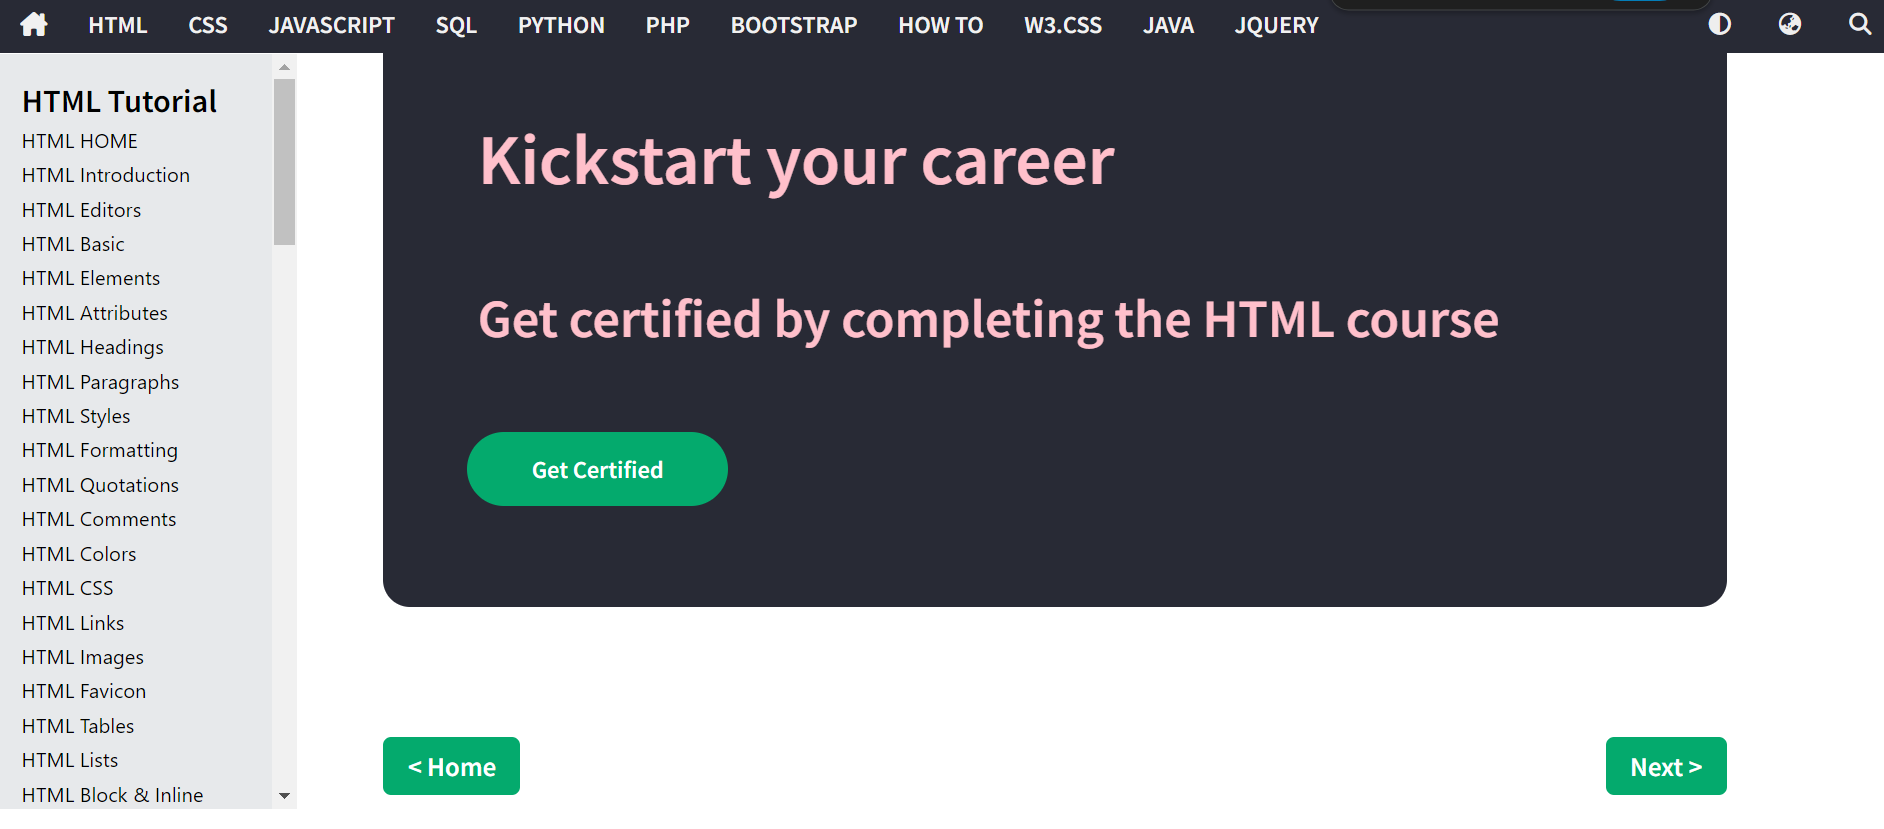 HTML CSS JAVASCRIPT SQL PYTHON PHP BOOTSTRAP HOW TO W3.CSS JAVA JQUERY
HTML Tutorial
HTML HOME
HTML Introduction
HTML Editors
HTML Basic
HTML Elements
HTML Attributes
HTML Headings
HTML Paragraphs
HTML Styles
HTML Formatting
HTML Quotations
HTML Comments
HTML Colors
HTML CSS
HTML Links
HTML Images
HTML Favicon
HTML Tables
HTML Lists
HTML Block & Inline
Kickstart your career
Get certified by completing the HTML course
Get Certified
< Home
Next >